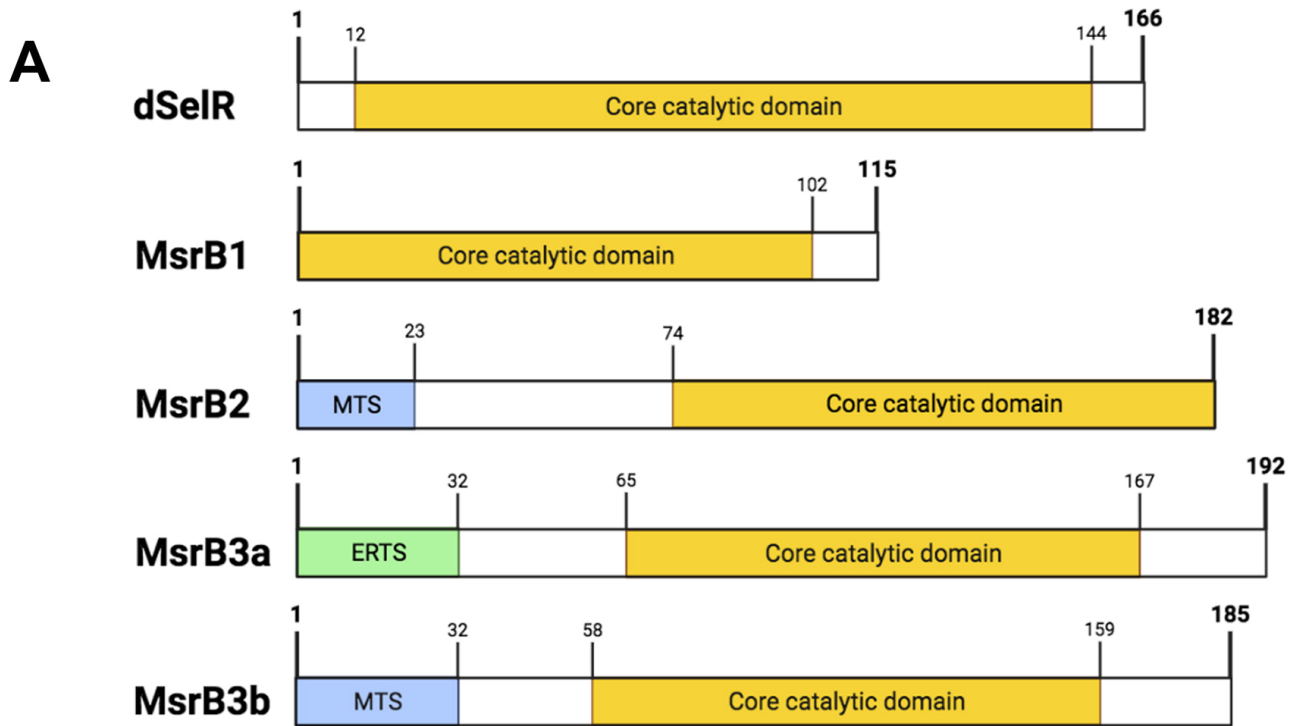 A
1 12 144 166
dSelR Core catalytic domain
1 102 115
MsrB1 Core catalytic domain
1 23 74 182
MsrB2 MTS Core catalytic domain
1 32 65 167 192
MsrB3a ERTS Core catalytic domain
1 32 58 159 185
MsrB3b MTS Core catalytic domain